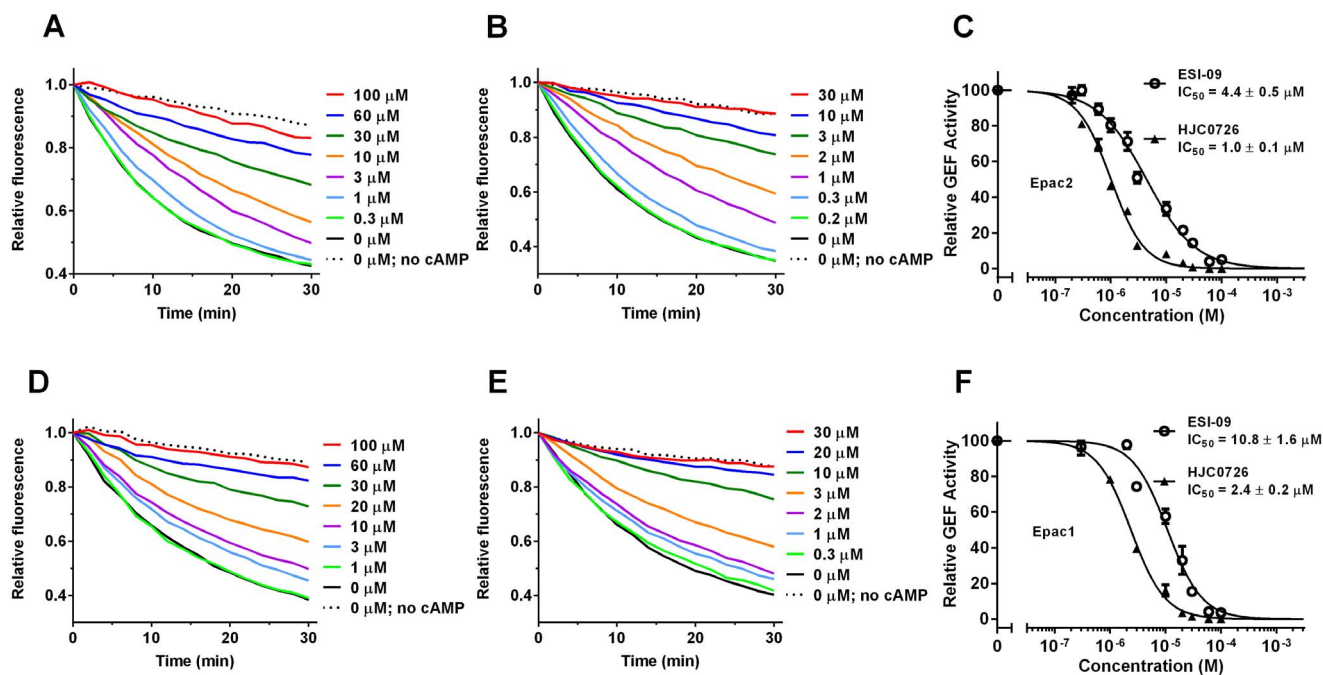 A
Relative fluorescence
1.0
0.8
0.6
0.4
0
10
20
30
Time (min)
100 μM
60 μM
30 μM
10 μM
3 μM
1 μM
0.3 μM
0 μM
0 μM; no cAMP
B
Relative fluorescence
1.0
0.8
0.6
0.4
0
10
20
30
Time (min)
30 μM
10 μM
3 μM
2 μM
1 μM
0.3 μM
0.2 μM
0 μM
0 μM; no cAMP
C
Relative GEF Activity
100
80
60
40
20
0
Epac2
ESI-09
IC50 = 4.4 ± 0.5 μM
HJC0726
IC50 = 1.0 ± 0.1 μM
0
10-7
10-6
10-5
10-4
10-3
Concentration (M)
D
Relative fluorescence
1.0
0.8
0.6
0.4
0
10
20
30
Time (min)
100 μM
60 μM
30 μM
20 μM
10 μM
3 μM
1 μM
0 μM
0 μM; no cAMP
E
Relative fluorescence
1.0
0.8
0.6
0.4
0
10
20
30
Time (min)
30 μM
20 μM
10 μM
3 μM
2 μM
1 μM
0.3 μM
0 μM
0 μM; no cAMP
F
Relative GEF Activity
100
80
60
40
20
0
Epac1
ESI-09
IC50 = 10.8 ± 1.6 μM
HJC0726
IC50 = 2.4 ± 0.2 μM
0
10-7
10-6
10-5
10-4
10-3
Concentration (M)